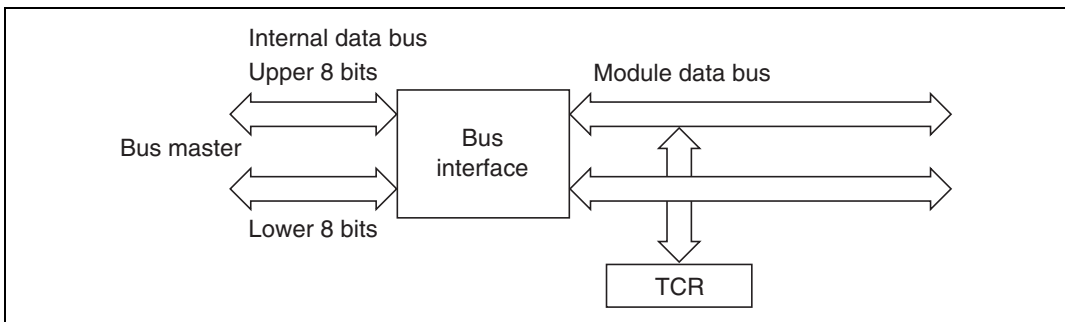 Internal data bus
Upper 8 bits
Module data bus
Bus master
Bus
interface
Lower 8 bits
TCR